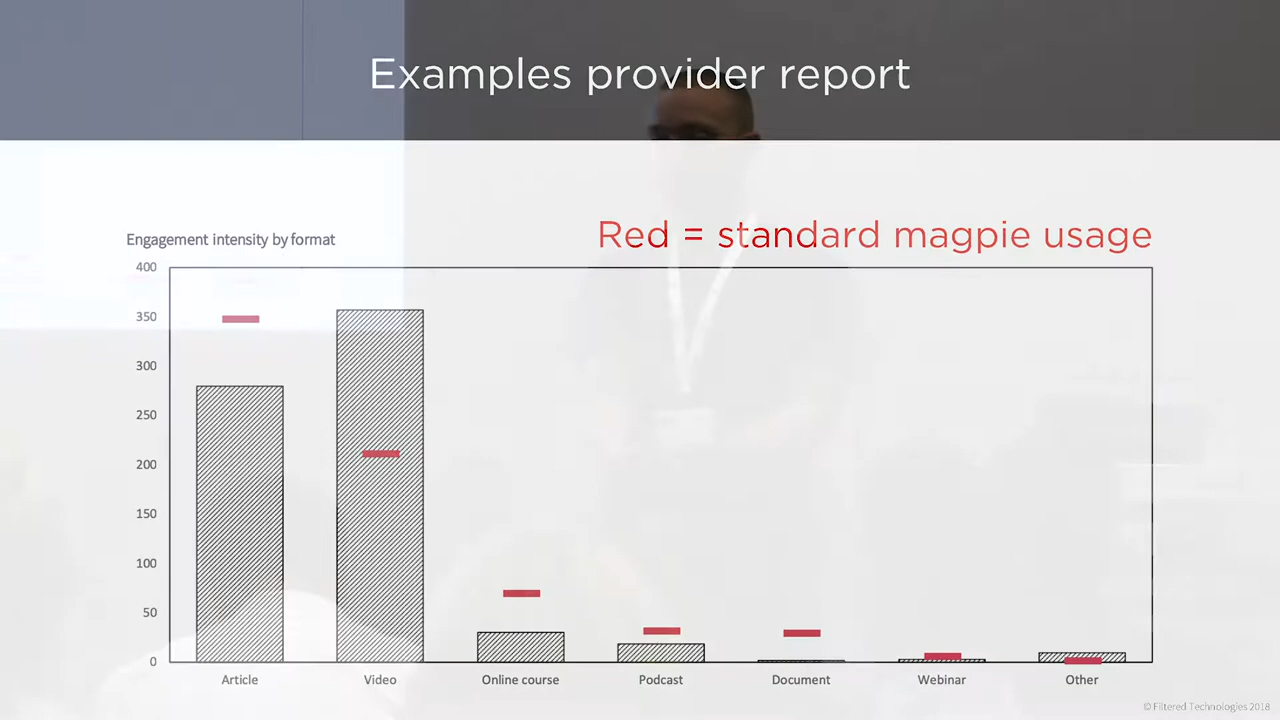 Examples provider report
Red = standard magpie usage
Engagement intensity by format
400
350
300
250
200
150
100
50
0
Article Video Online course Podcast Document Webinar Other
© Filtered Technologies 2018